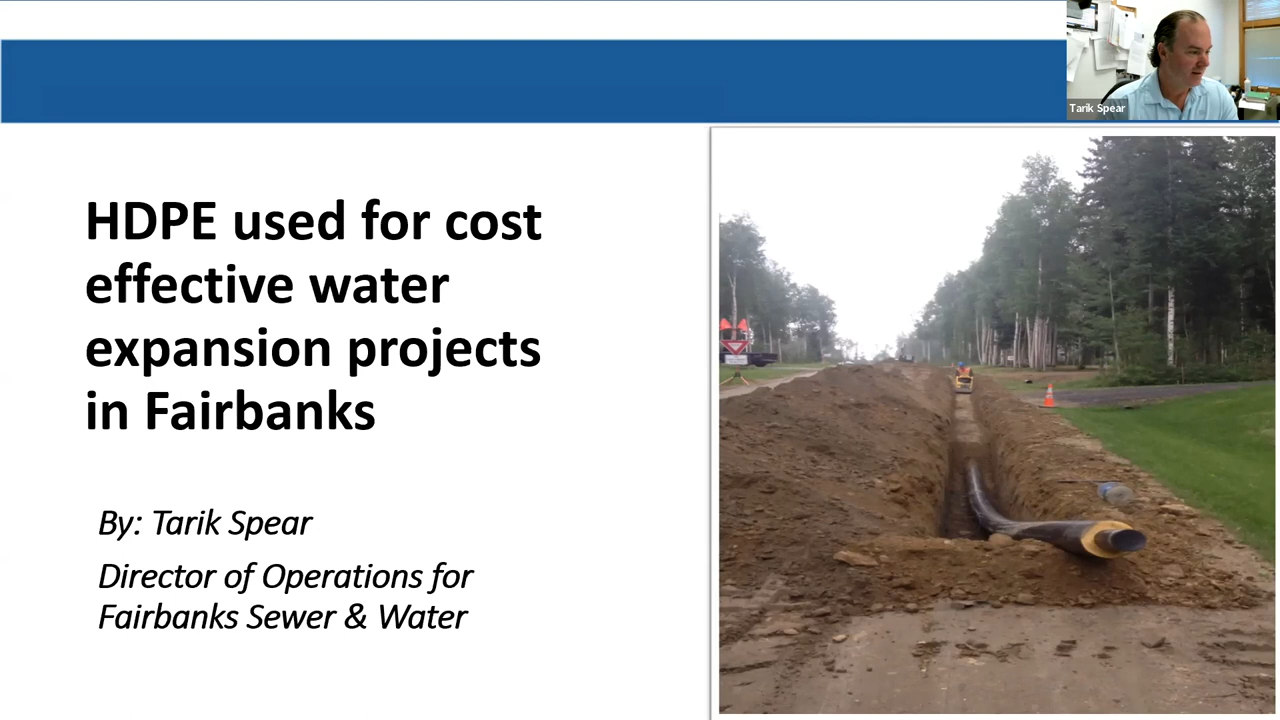 Tarik Spear
HDPE used for cost
effective water
expansion projects
in Fairbanks
By: Tarik Spear
Director of Operations for
Fairbanks Sewer & Water